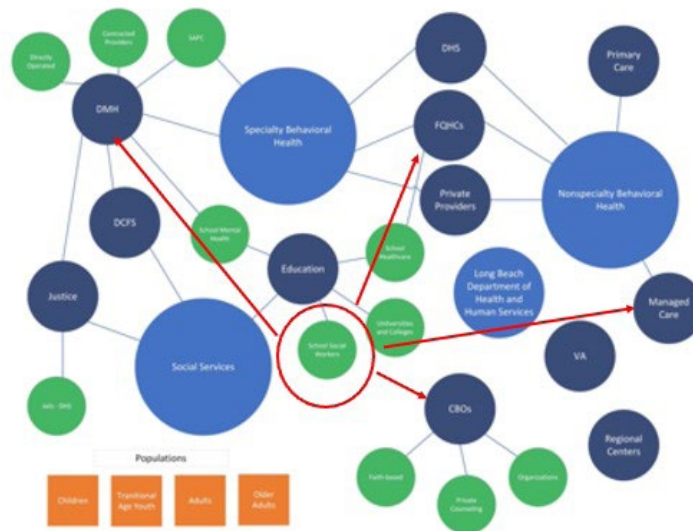 Contracted
Providers
SAPC
Directly
Operated
DMH
DHS
Primary
Care
Specialty Behavioral
Health
FQHCs
Private
Providers
Nonspecialty Behavioral
Health
DCFS
School Mental
Health
Education
School
Healthcare
Justice
Long Beach
Department of
Health and
Human Services
Managed
Care
Universities
and Colleges
School Social
Workers
Social Services
VA
CBOs
Jails - DHS
Regional
Centers
Populations
Faith-based
Private
Counseling
Organizations
Children
Transitional
Age Youth
Adults
Older
Adults